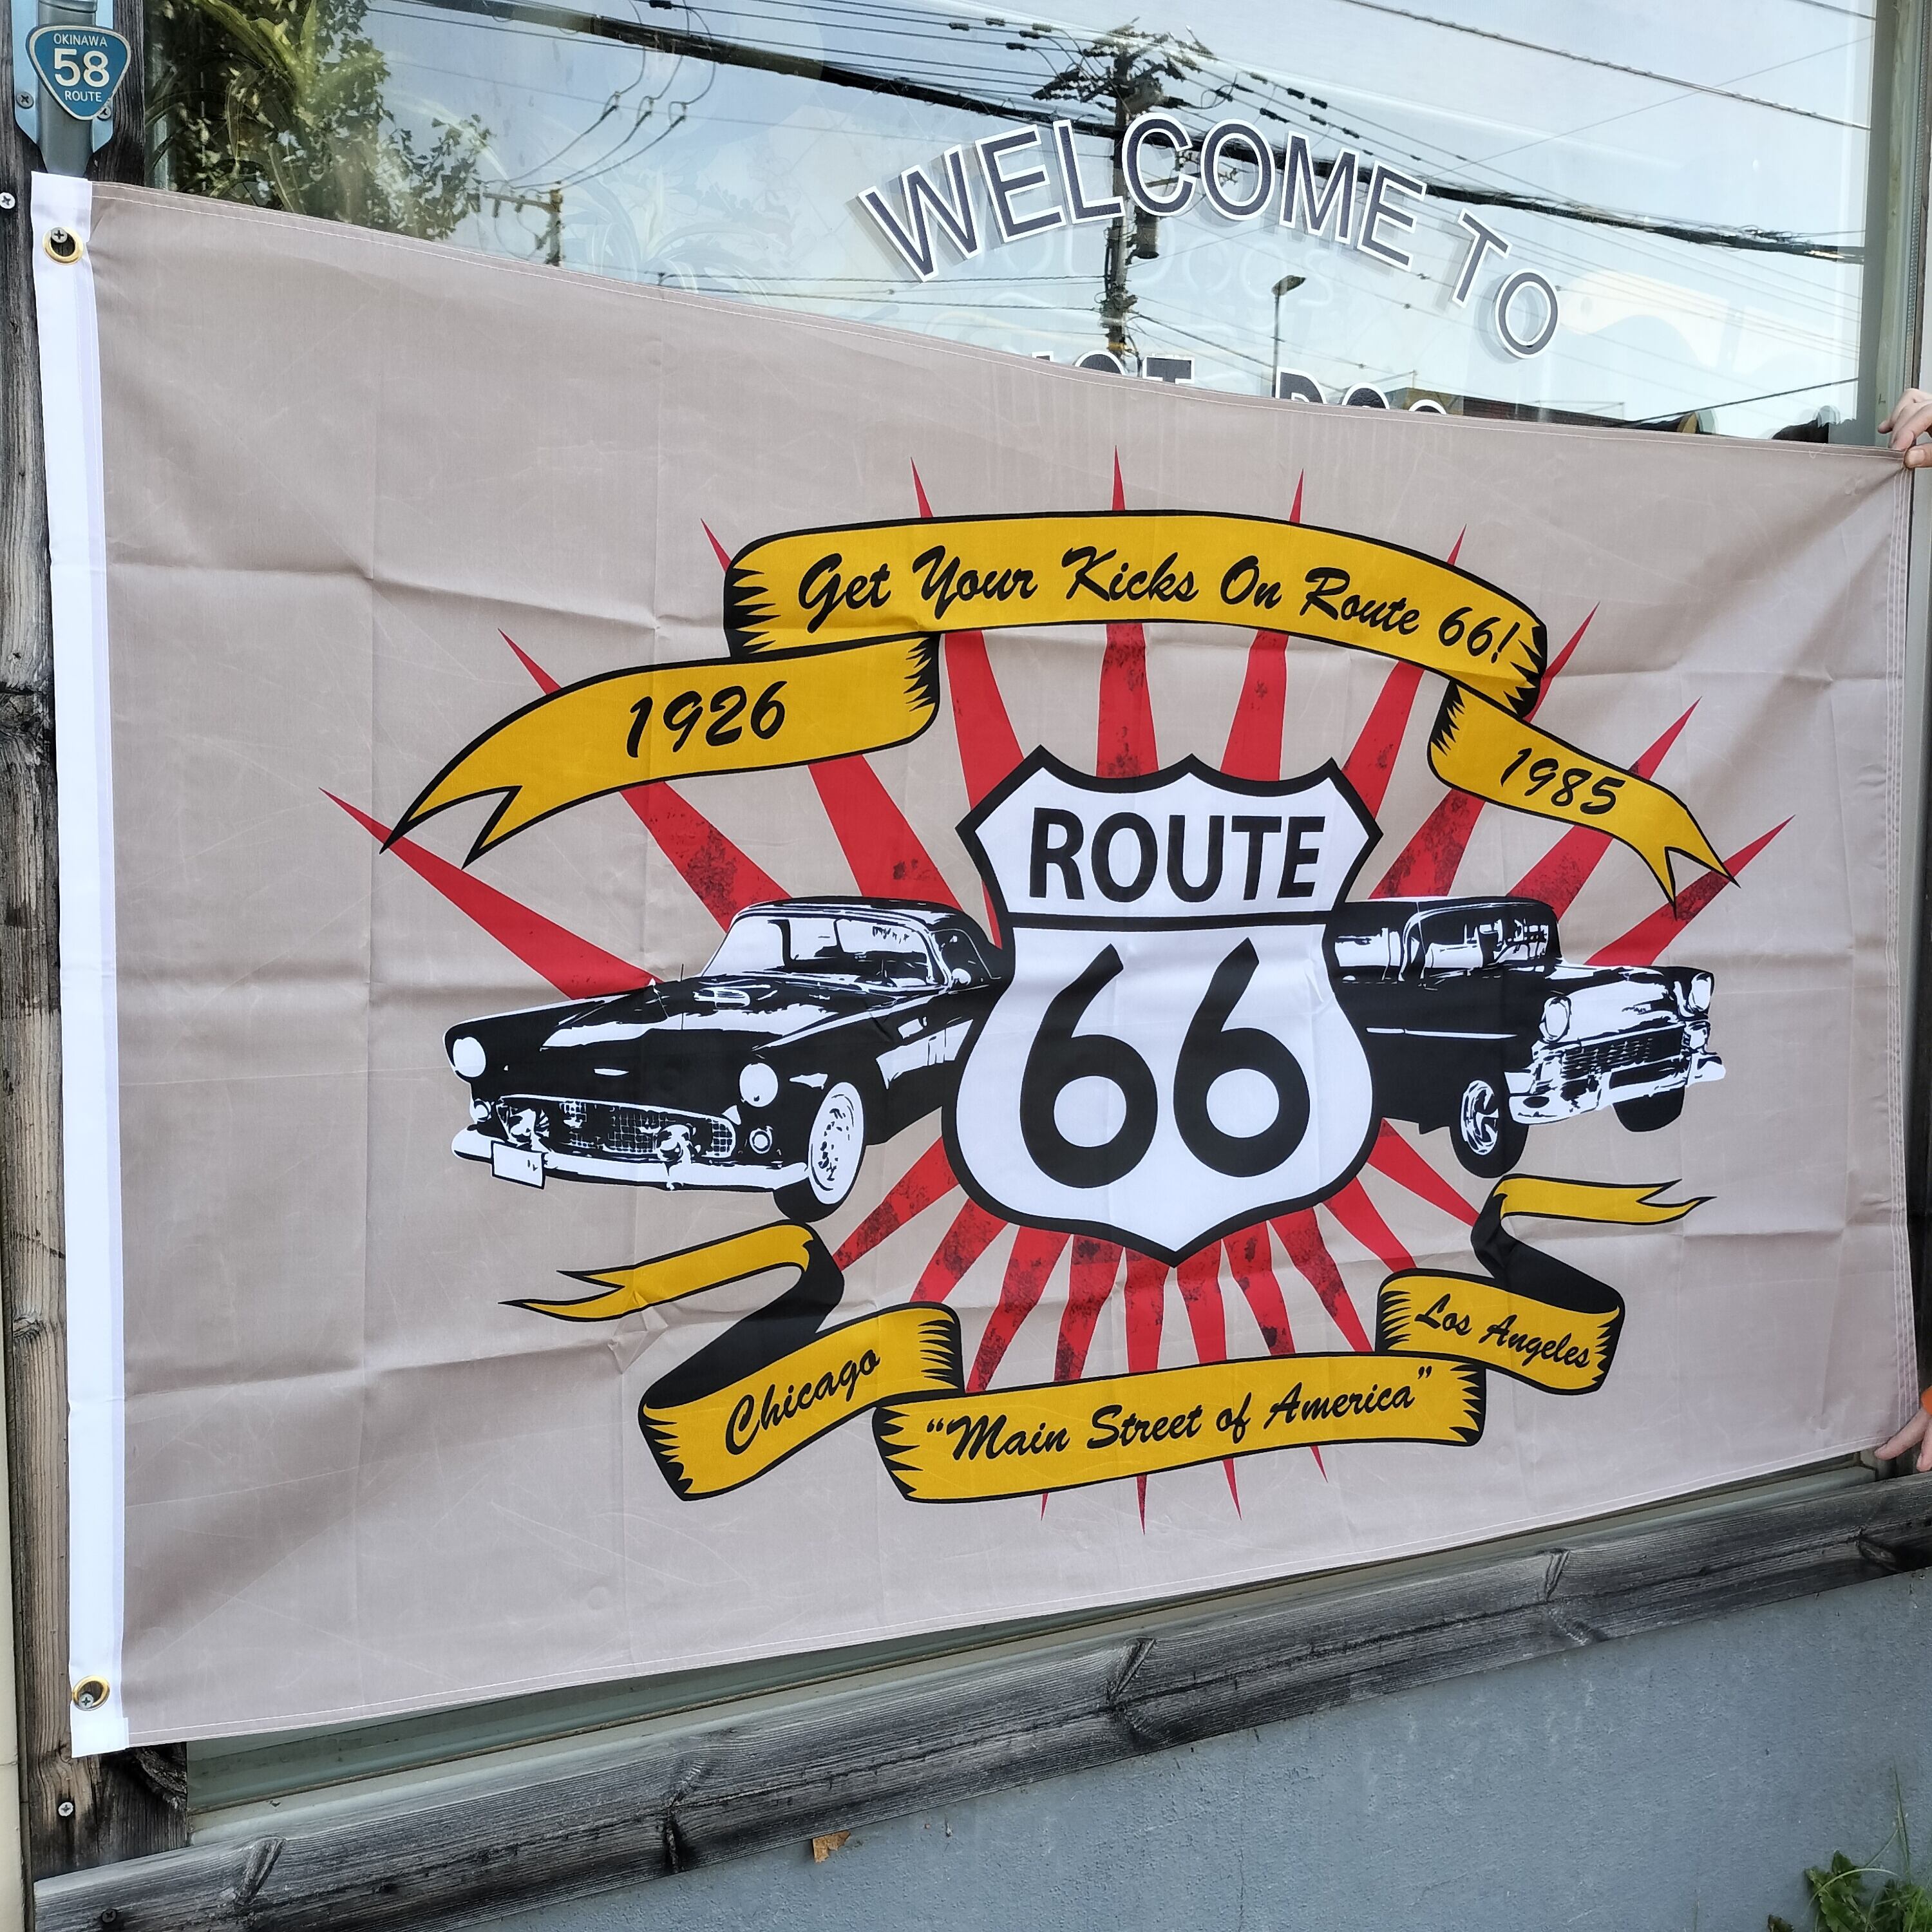 OKINAWA
58
ROUTE
WELCOME TO
Get Your Kicks On Route 66!
1926
1985
ROUTE
66
Chicago
"Main Street of America"
Los Angeles